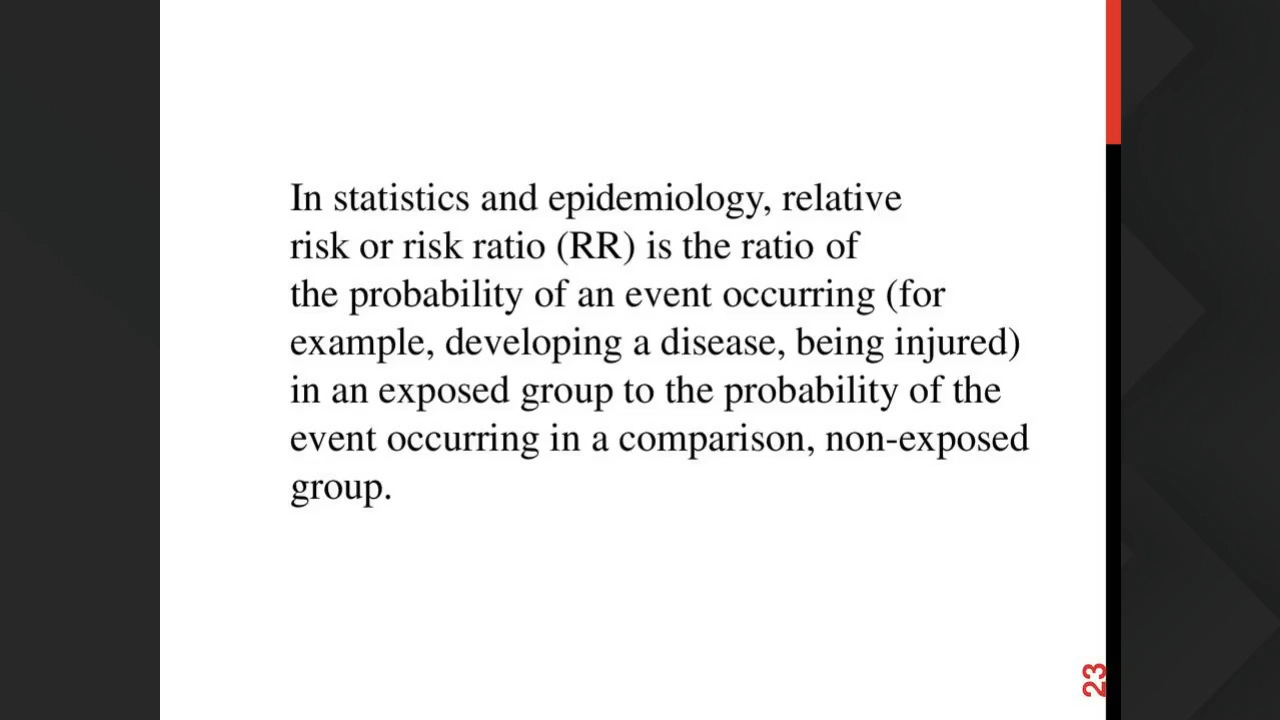 In statistics and epidemiology, relative
risk or risk ratio (RR) is the ratio of
the probability of an event occurring (for
example, developing a disease, being injured)
in an exposed group to the probability of the
event occurring in a comparison, non-exposed
group.
23